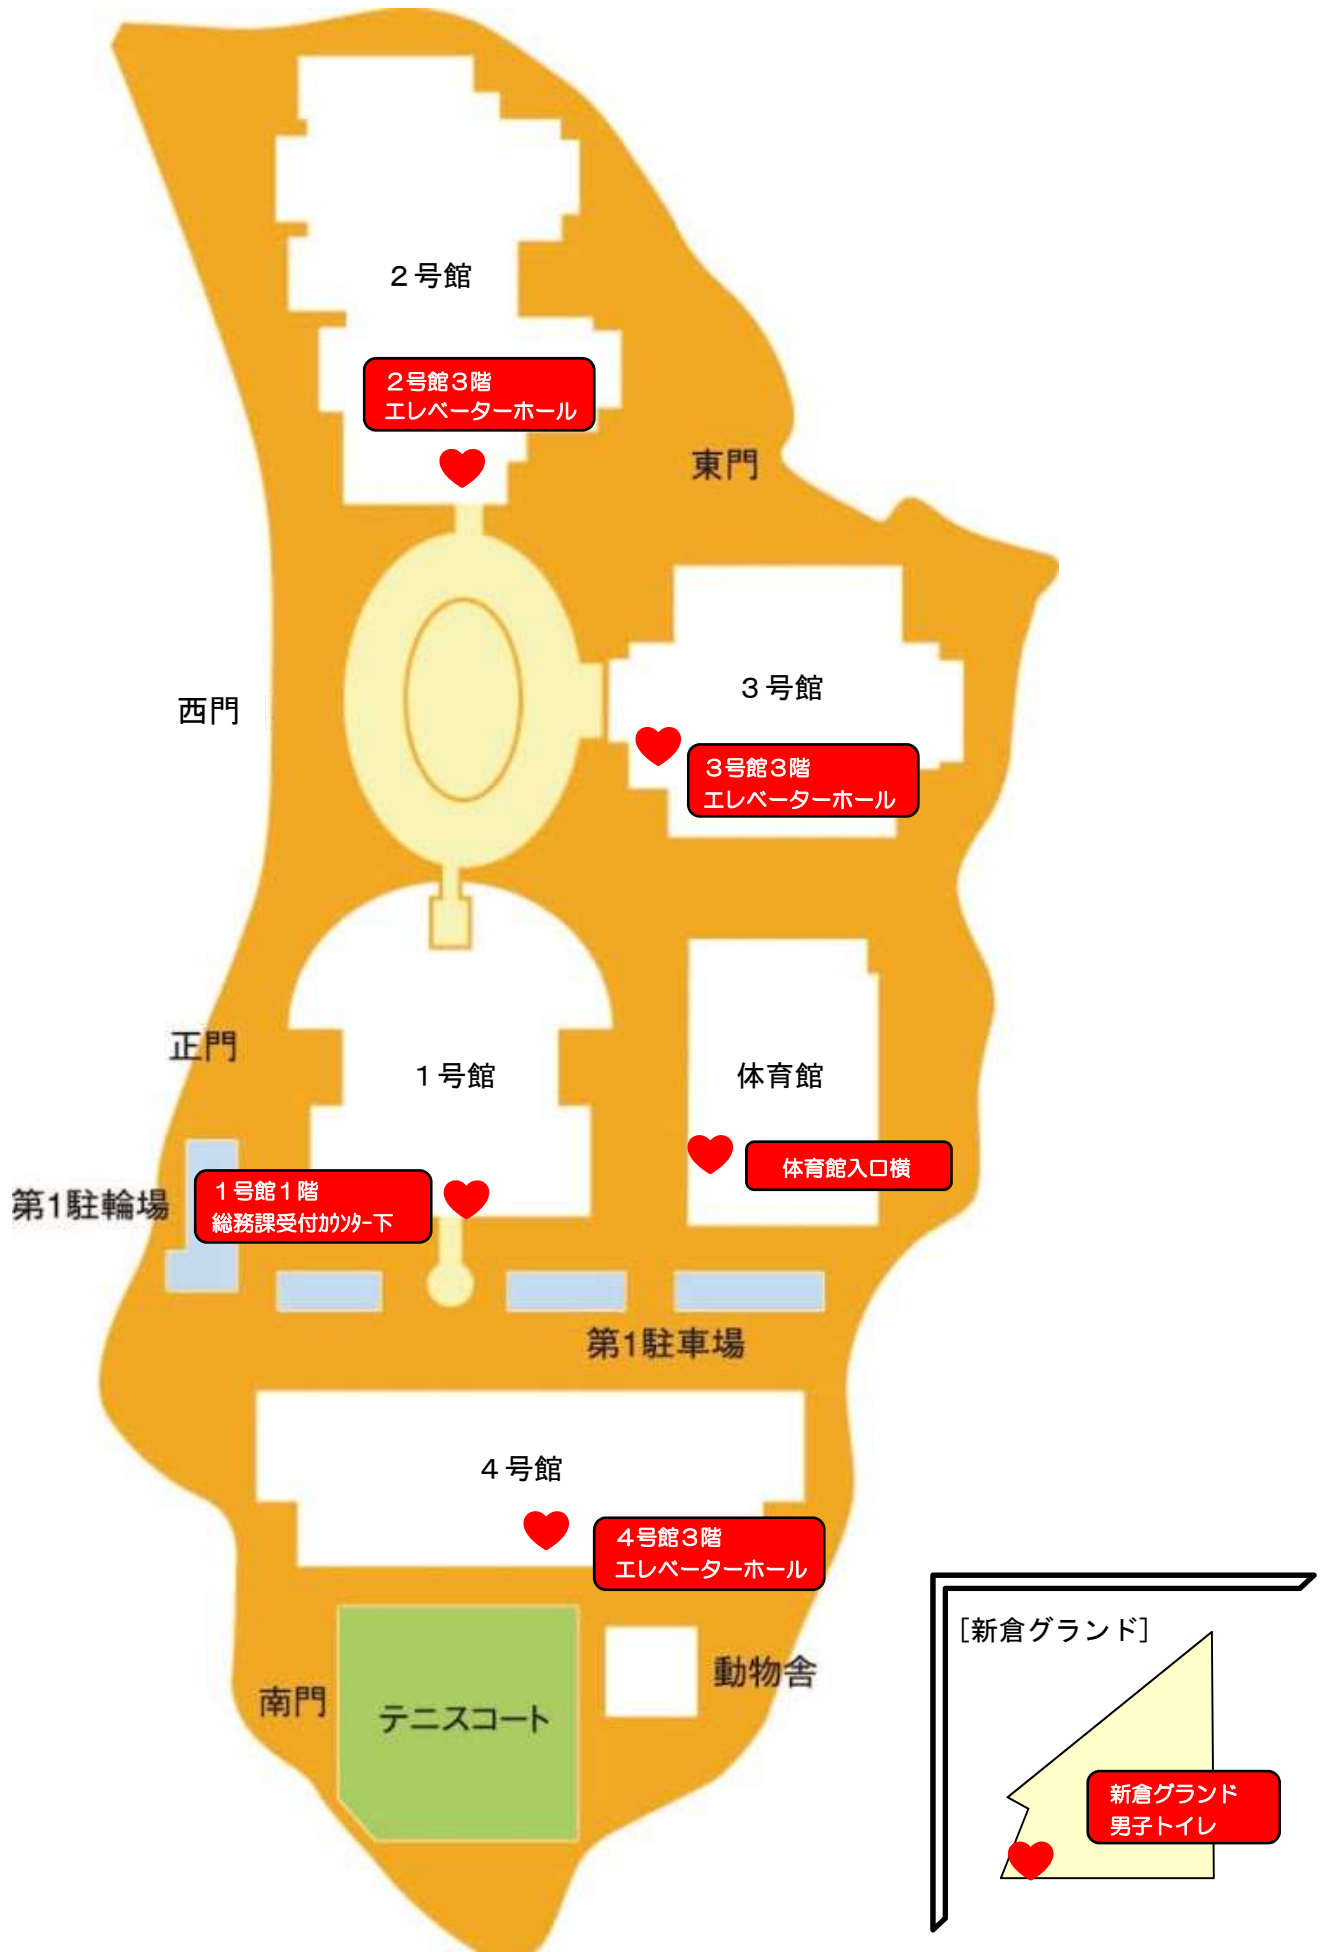 ２号館
２号館３階
エレベーターホール
東門
３号館
西門
３号館３階
エレベーターホール
正門
１号館
体育館
体育館入口横
第1駐輪場
１号館１階
総務課受付ｶｳﾝﾀｰ下
第1駐車場
４号館
４号館３階
エレベーターホール
［新倉グランド］
動物舎
南門
テニスコート
新倉グランド
男子トイレ